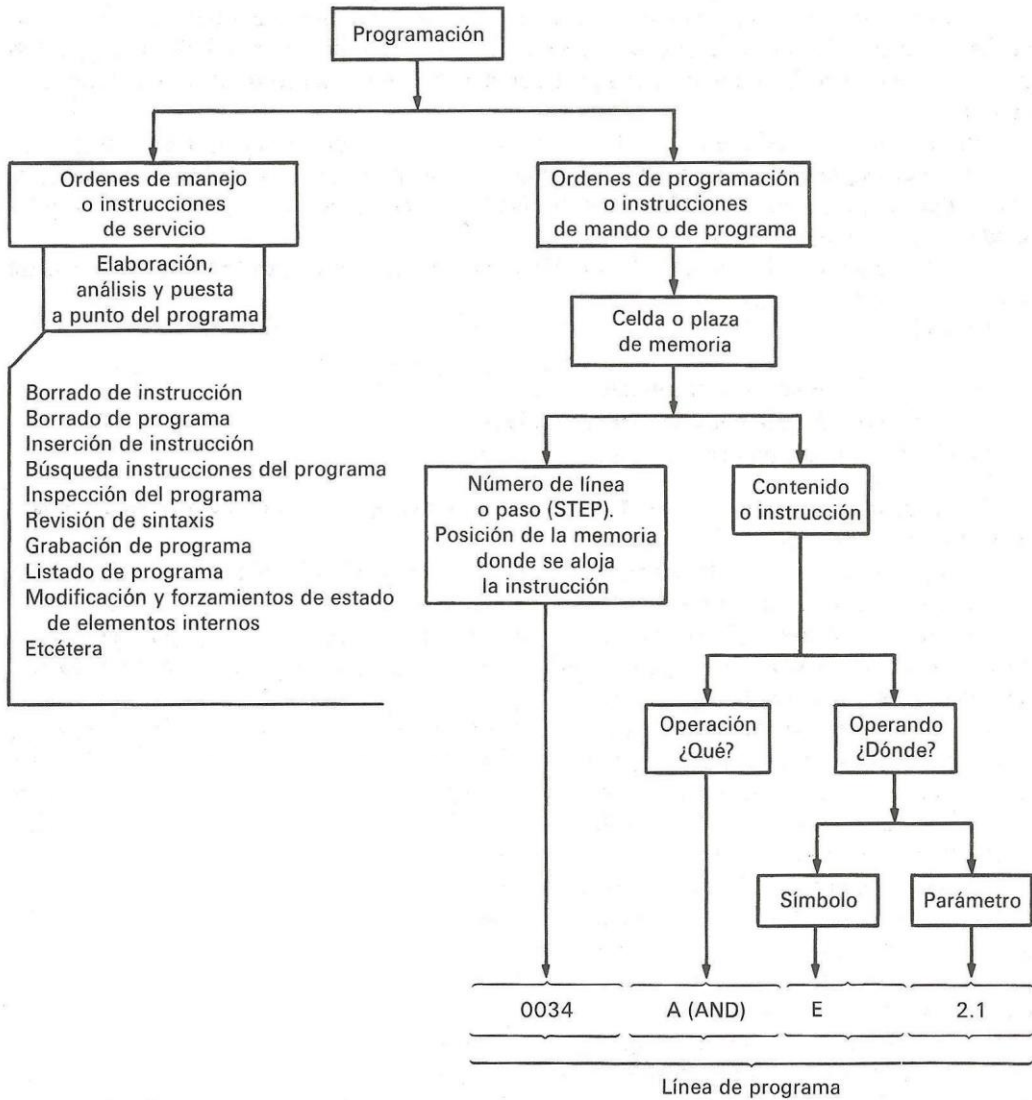 Programación
Ordenes de manejo
o instrucciones
de servicio
Elaboración,
análisis y puesta
a punto del programa
Borrado de instrucción
Borrado de programa
Inserción de instrucción
Búsqueda instrucciones del programa
Inspección del programa
Revisión de sintaxis
Grabación de programa
Listado de programa
Modificación y forzamientos de estado
de elementos internos
Etcétera
Ordenes de programación
o instrucciones
de mando o de programa
Celda o plaza
de memoria
Número de línea
o paso (STEP).
Posición de la memoria
donde se aloja
la instrucción
Contenido
o instrucción
Operación
¿Qué?
Operando
¿Dónde?
Símbolo
Parámetro
0034 A (AND) E 2.1
Línea de programa